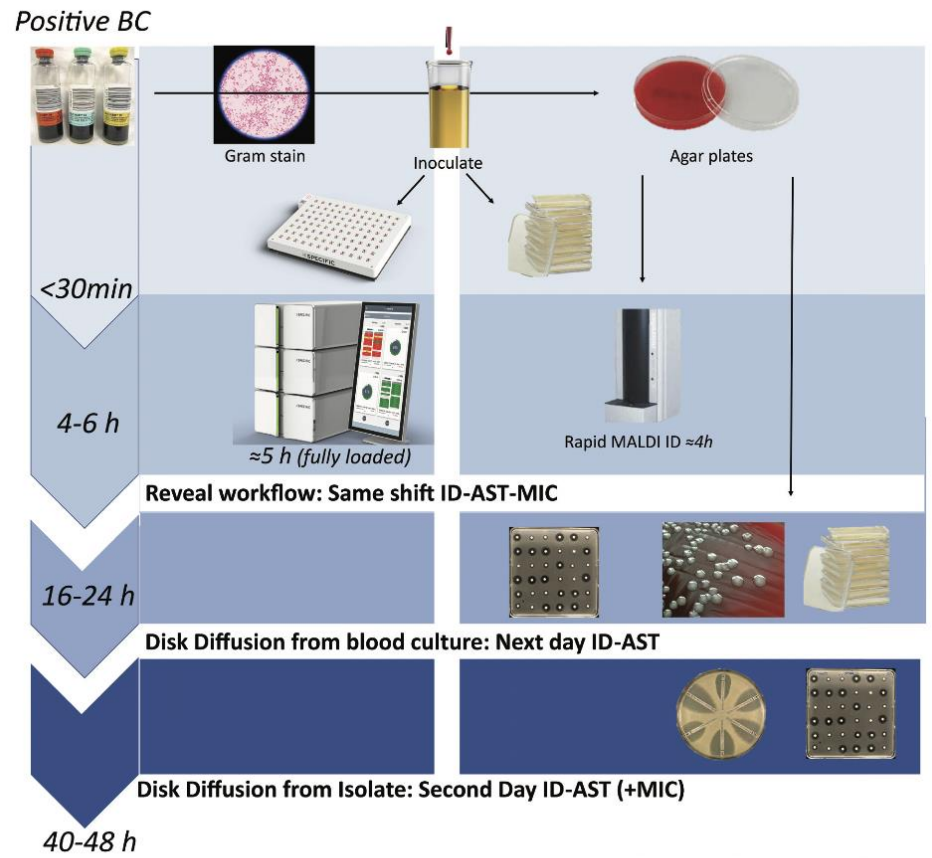 Positive BC
Gram stain
Inoculate
Agar plates
SPECIFIC
<30min
4-6 h
≈5 h (fully loaded)
Rapid MALDI ID ≈4h
Reveal workflow: Same shift ID-AST-MIC
16-24 h
Disk Diffusion from blood culture: Next day ID-AST
Disk Diffusion from Isolate: Second Day ID-AST (+MIC)
40-48 h